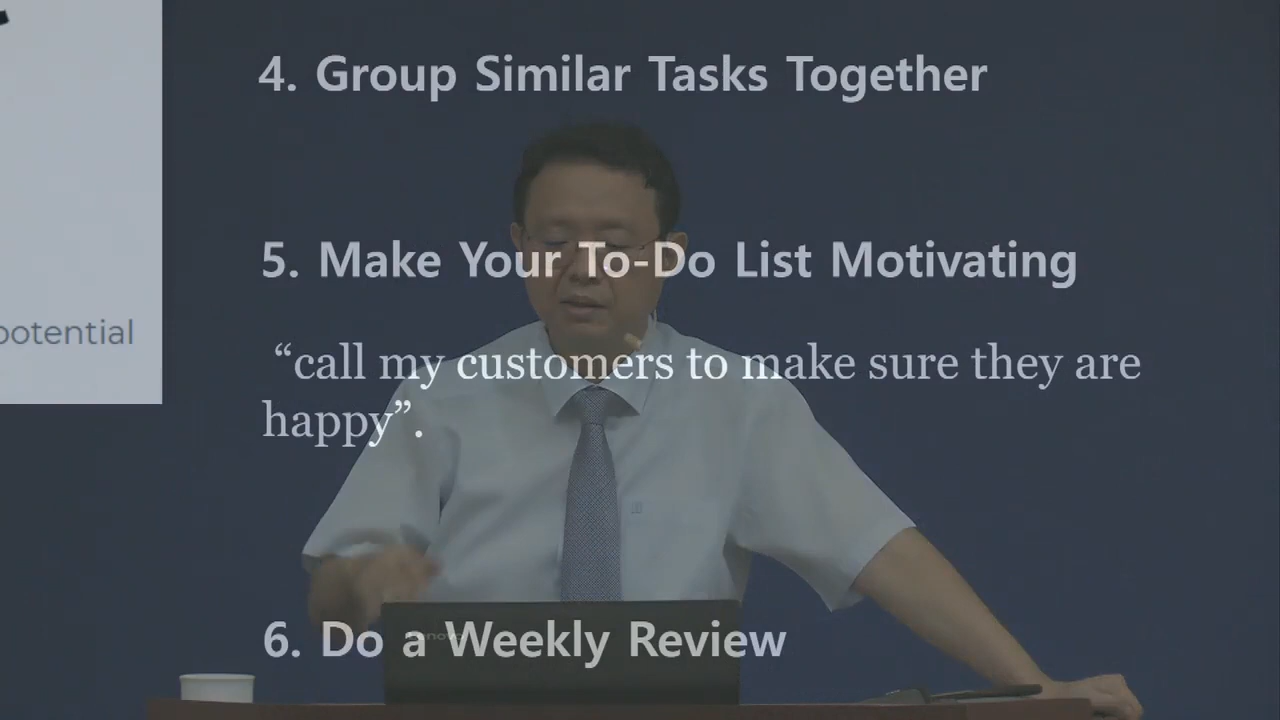 4. Group Similar Tasks Together
5. Make Your To-Do List Motivating
potential
“call my customers to make sure they are
happy”.
6. Do a Weekly Review